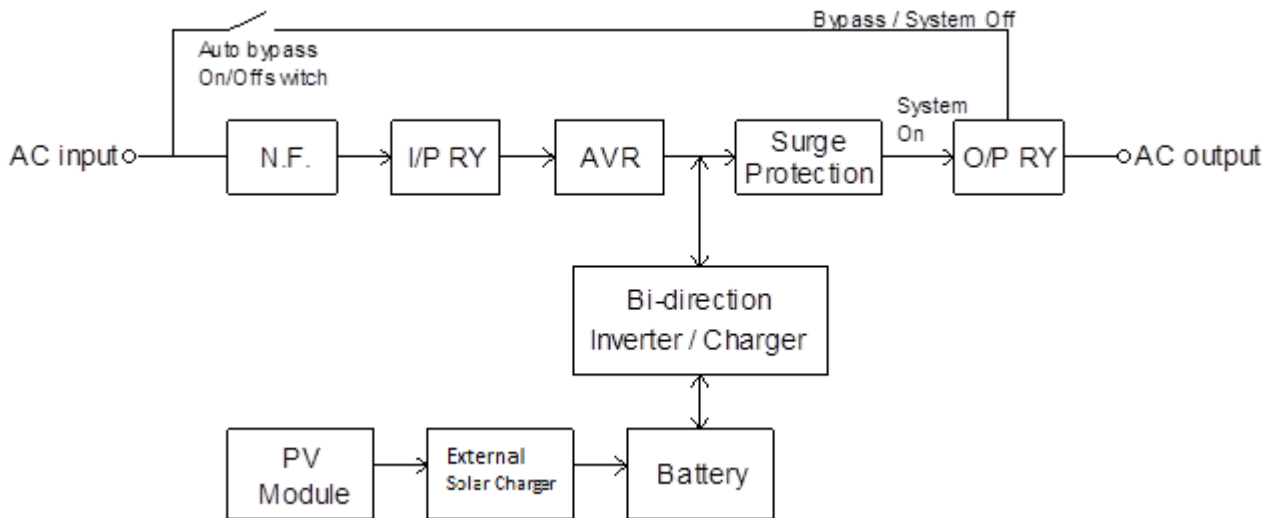 Bypass / System Off
Auto bypass
On/Offswitch
System
On
AC input
N.F.
I/P RY
AVR
Surge
Protection
O/P RY
AC output
Bi-direction
Inverter / Charger
PV
Module
External
Solar Charger
Battery